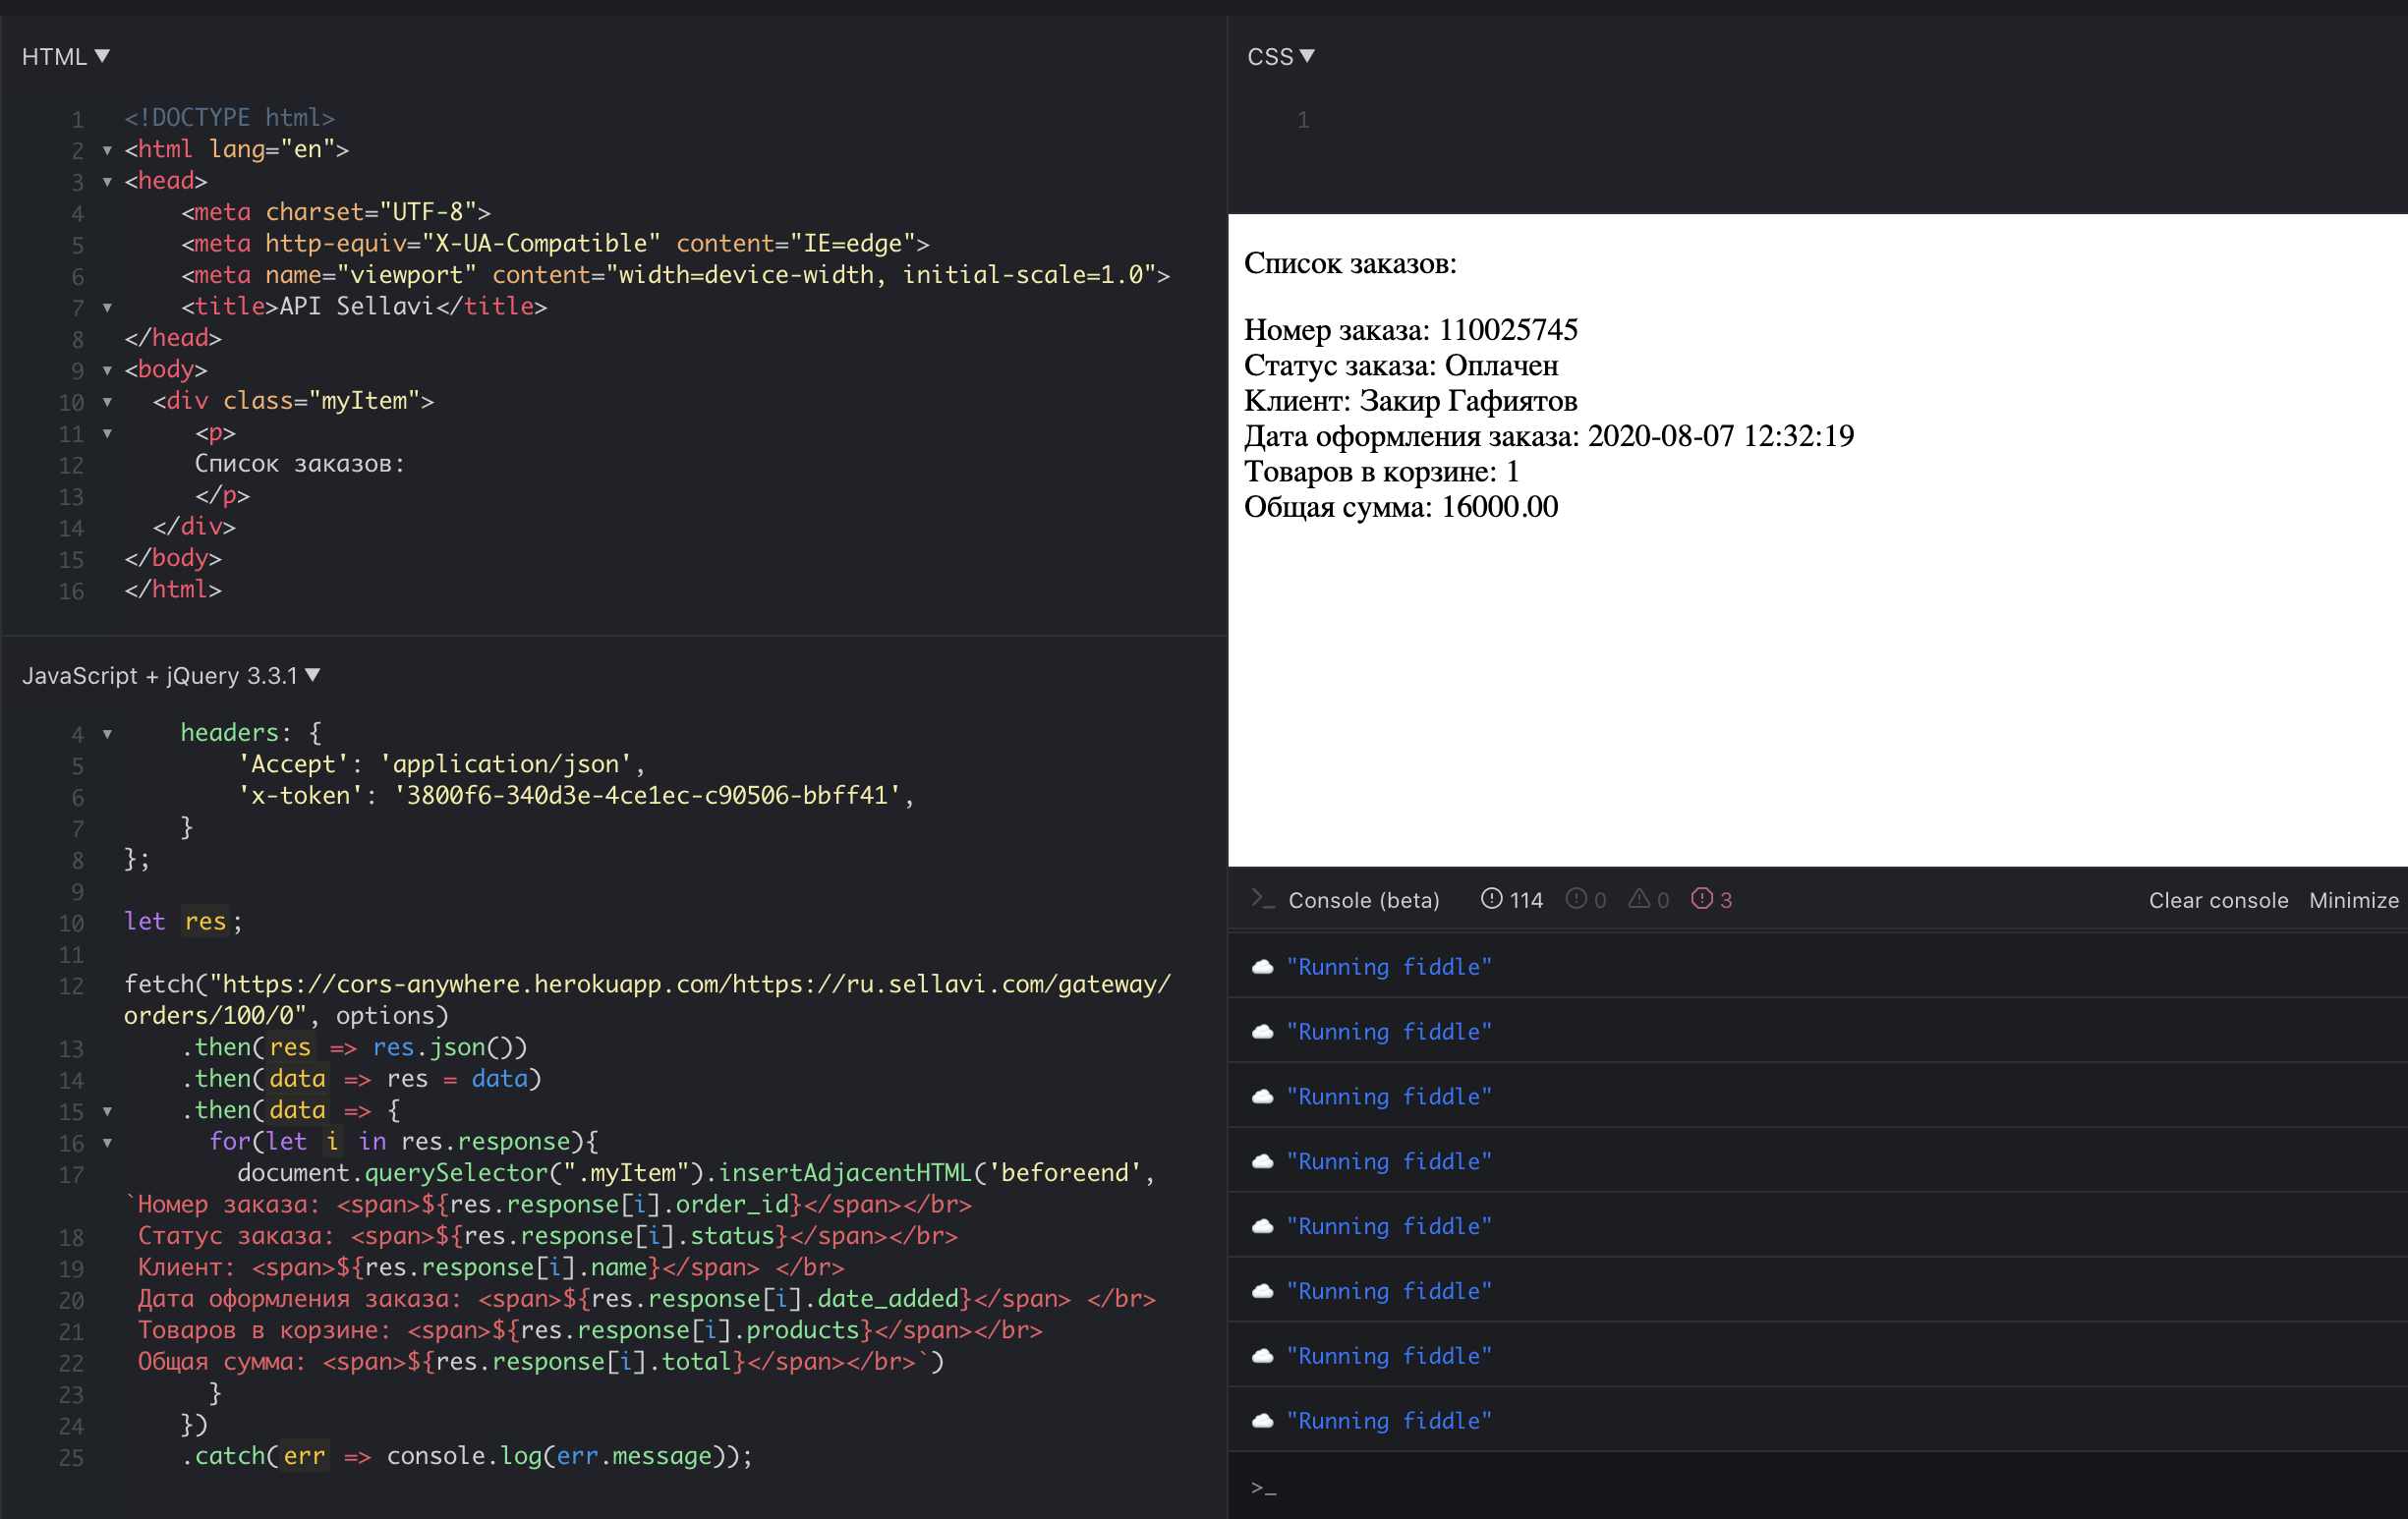 HTML ▼
1 <!DOCTYPE html>
2 ▼ <html lang="en">
3 ▼ <head>
4 <meta charset="UTF-8">
5 <meta http-equiv="X-UA-Compatible" content="IE=edge">
6 <meta name="viewport" content="width=device-width, initial-scale=1.0">
7 ▼ <title>API Sellavi</title>
8 </head>
9 ▼ <body>
10 ▼ <div class="myItem">
11 ▼ <p>
12 Список заказов:
13 </p>
14 </div>
15 </body>
16 </html>
JavaScript + jQuery 3.3.1 ▼
4 ▼ headers: {
5 'Accept': 'application/json',
6 'x-token': '3800f6-340d3e-4ce1ec-c90506-bbff41',
7 }
8 };
9
10 let res;
11
12 fetch("https://cors-anywhere.herokuapp.com/https://ru.sellavi.com/gateway/
orders/100/0", options)
13 .then(res => res.json())
14 .then(data => res = data)
15 ▼ .then(data => {
16 ▼ for(let i in res.response){
17 document.querySelector(".myItem").insertAdjacentHTML('beforeend',
`Номер заказа: <span>${res.response[i].order_id}</span></br>
18 Статус заказа: <span>${res.response[i].status}</span></br>
19 Клиент: <span>${res.response[i].name}</span> </br>
20 Дата оформления заказа: <span>${res.response[i].date_added}</span> </br>
21 Товаров в корзине: <span>${res.response[i].products}</span></br>
22 Общая сумма: <span>${res.response[i].total}</span></br>`)
23 }
24 })
25 .catch(err => console.log(err.message));
CSS ▼
1
Список заказов:
Номер заказа: 110025745
Статус заказа: Оплачен
Клиент: Закир Гафиятов
Дата оформления заказа: 2020-08-07 12:32:19
Товаров в корзине: 1
Общая сумма: 16000.00
>_ Console (beta) 114 0 0 3 Clear console Minimize
"Running fiddle"
"Running fiddle"
"Running fiddle"
"Running fiddle"
"Running fiddle"
"Running fiddle"
"Running fiddle"
"Running fiddle"
>_